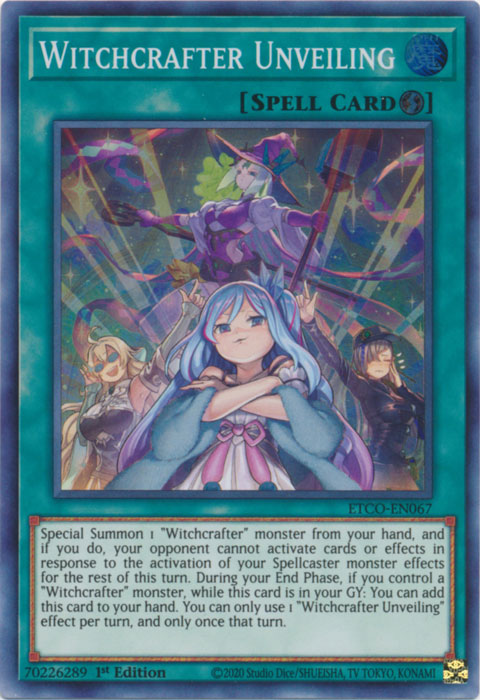 WITCHCRAFTER UNVEILING
[SPELL CARD]
ETCO-EN067
Special Summon 1 "Witchcrafter" monster from your hand, and
if you do, your opponent cannot activate cards or effects in
response to the activation of your Spellcaster monster effects
for the rest of this turn. During your End Phase, if you control a
"Witchcrafter" monster, while this card is in your GY: You can add
this card to your hand. You can only use 1 "Witchcrafter Unveiling"
effect per turn, and only once that turn.
70226289 1st Edition ©2020 Studio Dice/SHUEISHA, TV TOKYO, KONAMI